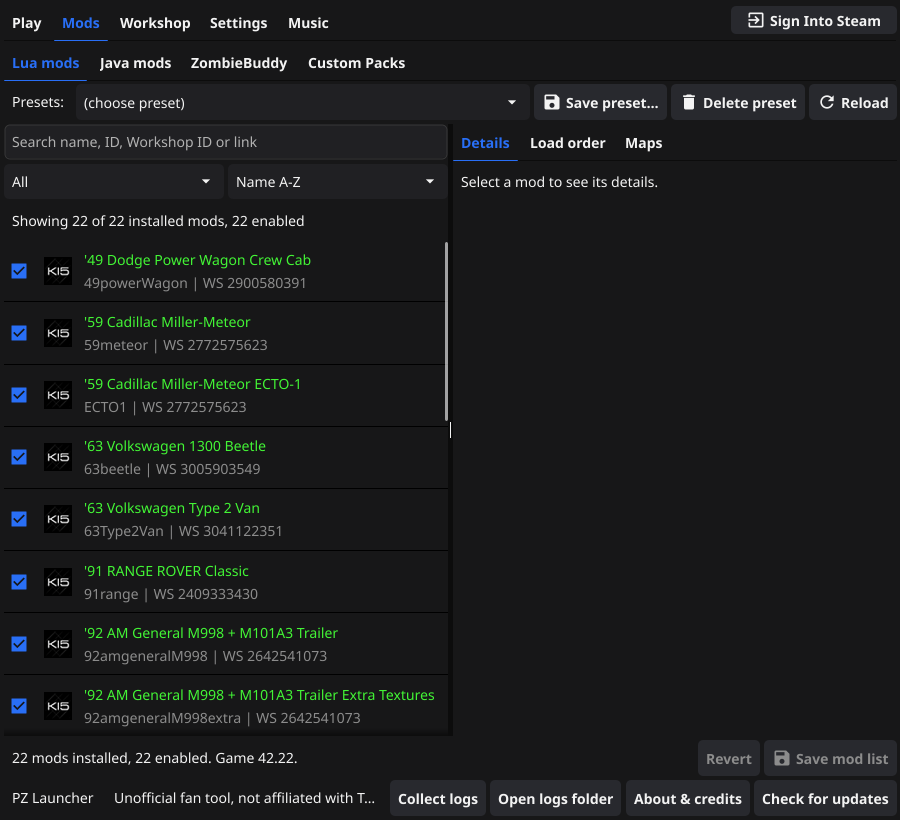 Play Mods Workshop Settings Music Sign Into Steam
Lua mods Java mods ZombieBuddy Custom Packs
Presets: (choose preset) Save preset... Delete preset Reload
Search name, ID, Workshop ID or link
Details Load order Maps
All Name A-Z
Select a mod to see its details.
Showing 22 of 22 installed mods, 22 enabled
KI5 '49 Dodge Power Wagon Crew Cab
49powerWagon | WS 2900580391
KI5 '59 Cadillac Miller-Meteor
59meteor | WS 2772575623
KI5 '59 Cadillac Miller-Meteor ECTO-1
ECTO1 | WS 2772575623
KI5 '63 Volkswagen 1300 Beetle
63beetle | WS 3005903549
KI5 '63 Volkswagen Type 2 Van
63Type2Van | WS 3041122351
KI5 '91 RANGE ROVER Classic
91range | WS 2409333430
KI5 '92 AM General M998 + M101A3 Trailer
92amgeneralM998 | WS 2642541073
KI5 '92 AM General M998 + M101A3 Trailer Extra Textures
92amgeneralM998extra | WS 2642541073
22 mods installed, 22 enabled. Game 42.22. Revert Save mod list
PZ Launcher Unofficial fan tool, not affiliated with T... Collect logs Open logs folder About & credits Check for updates